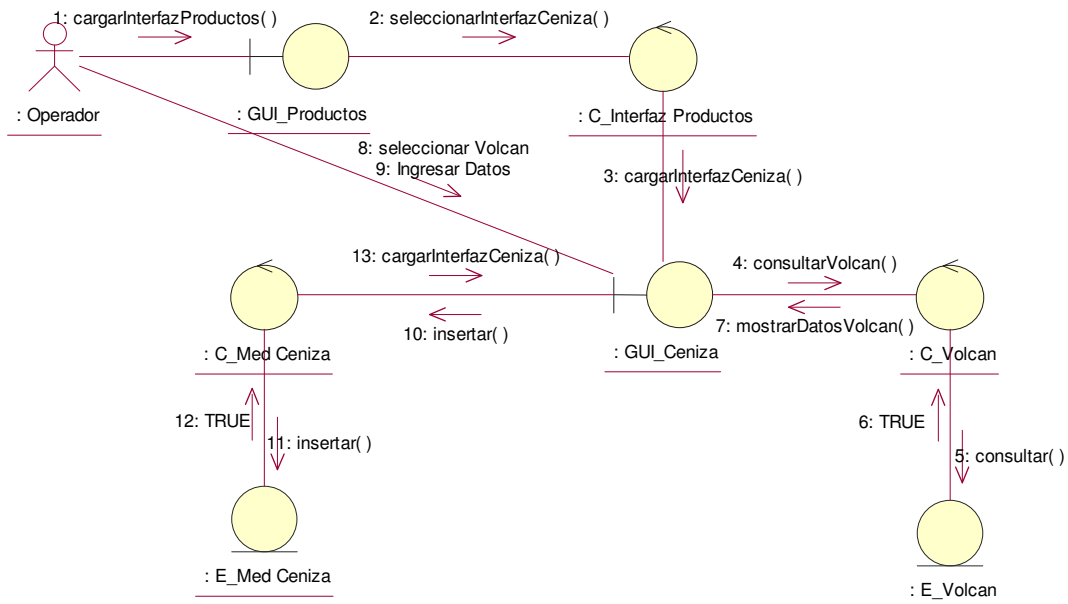 1: cargarInterfazProductos( )
2: seleccionarInterfazCeniza( )
: Operador
: GUI_Productos
: C_Interfaz Productos
8: seleccionar Volcan
9: Ingresar Datos
3: cargarInterfazCeniza( )
13: cargarInterfazCeniza( )
4: consultarVolcan( )
10: insertar( )
7: mostrarDatosVolcan( )
: C_Med Ceniza
: GUI_Ceniza
: C_Volcan
12: TRUE
11: insertar( )
6: TRUE
5: consultar( )
: E_Med Ceniza
: E_Volcan